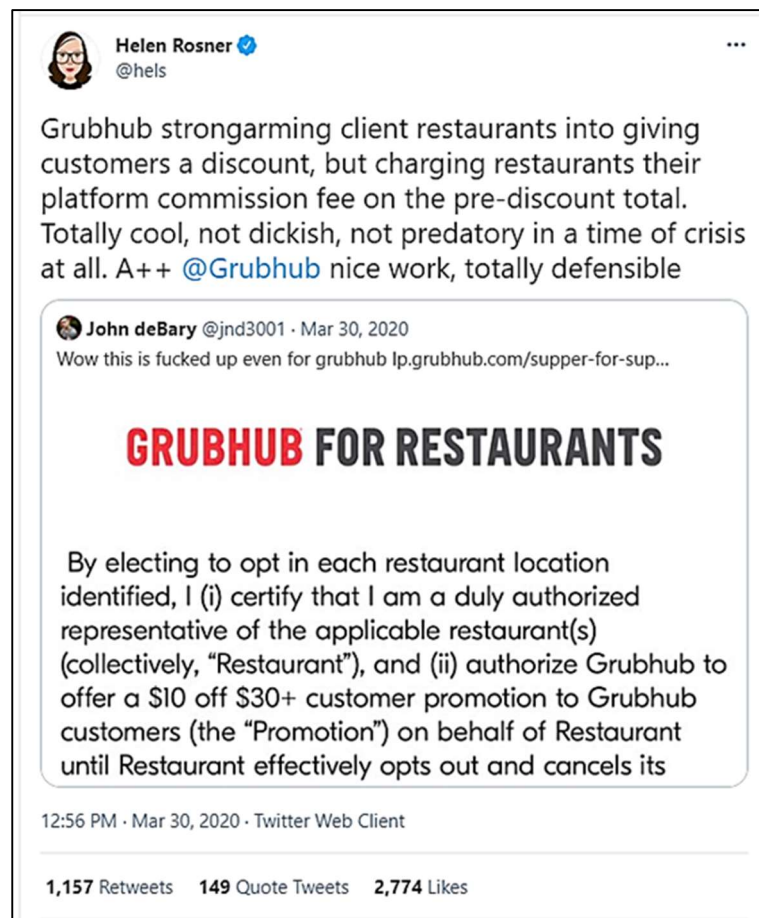 Helen Rosner
@hels
Grubhub strongarming client restaurants into giving
customers a discount, but charging restaurants their
platform commission fee on the pre-discount total.
Totally cool, not dickish, not predatory in a time of crisis
at all. A++ @Grubhub nice work, totally defensible
John deBary @jnd3001 · Mar 30, 2020
Wow this is fucked up even for grubhub lp.grubhub.com/supper-for-sup...
GRUBHUB FOR RESTAURANTS
By electing to opt in each restaurant location
identified, I (i) certify that I am a duly authorized
representative of the applicable restaurant(s)
(collectively, “Restaurant”), and (ii) authorize Grubhub to
offer a $10 off $30+ customer promotion to Grubhub
customers (the “Promotion”) on behalf of Restaurant
until Restaurant effectively opts out and cancels its
12:56 PM · Mar 30, 2020 · Twitter Web Client
1,157 Retweets 149 Quote Tweets 2,774 Likes